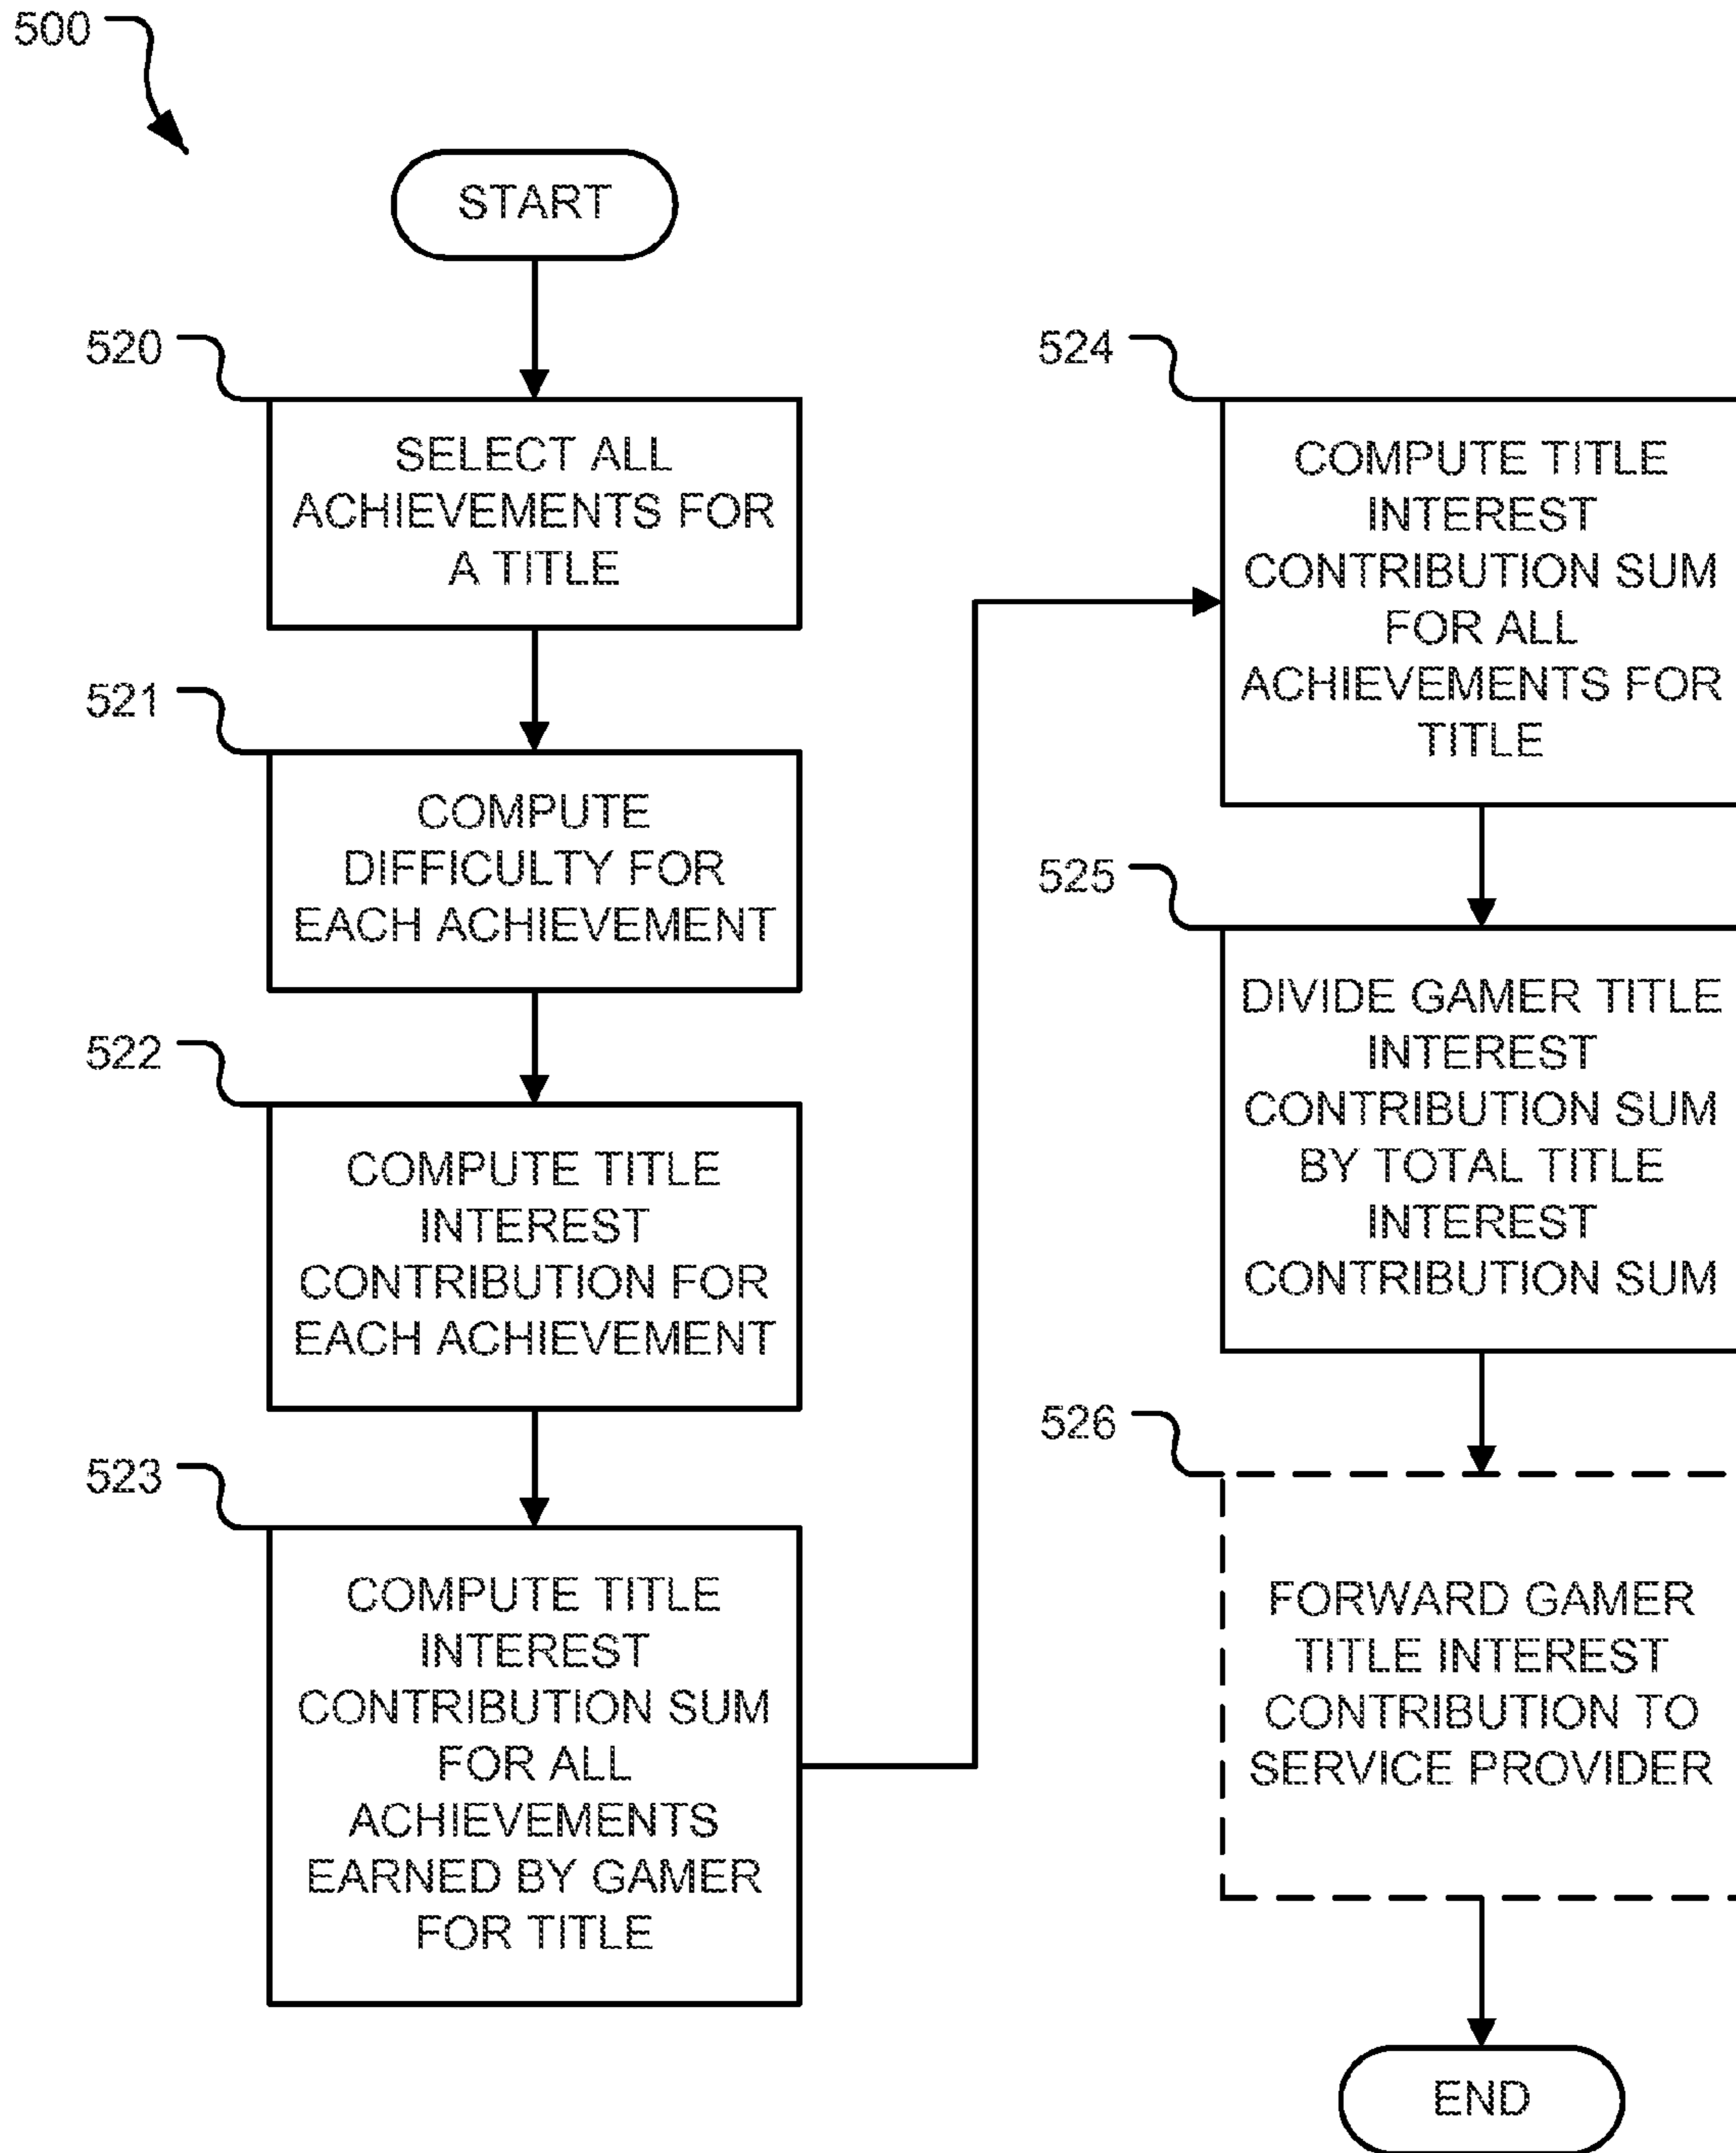 500
START
520
SELECT ALL
ACHIEVEMENTS FOR
A TITLE
521
COMPUTE
DIFFICULTY FOR
EACH ACHIEVEMENT
522
COMPUTE TITLE
INTEREST
CONTRIBUTION FOR
EACH ACHIEVEMENT
523
COMPUTE TITLE
INTEREST
CONTRIBUTION SUM
FOR ALL
ACHIEVEMENTS
EARNED BY GAMER
FOR TITLE
524
COMPUTE TITLE
INTEREST
CONTRIBUTION SUM
FOR ALL
ACHIEVEMENTS FOR
TITLE
525
DIVIDE GAMER TITLE
INTEREST
CONTRIBUTION SUM
BY TOTAL TITLE
INTEREST
CONTRIBUTION SUM
526
FORWARD GAMER
TITLE INTEREST
CONTRIBUTION TO
SERVICE PROVIDER
END